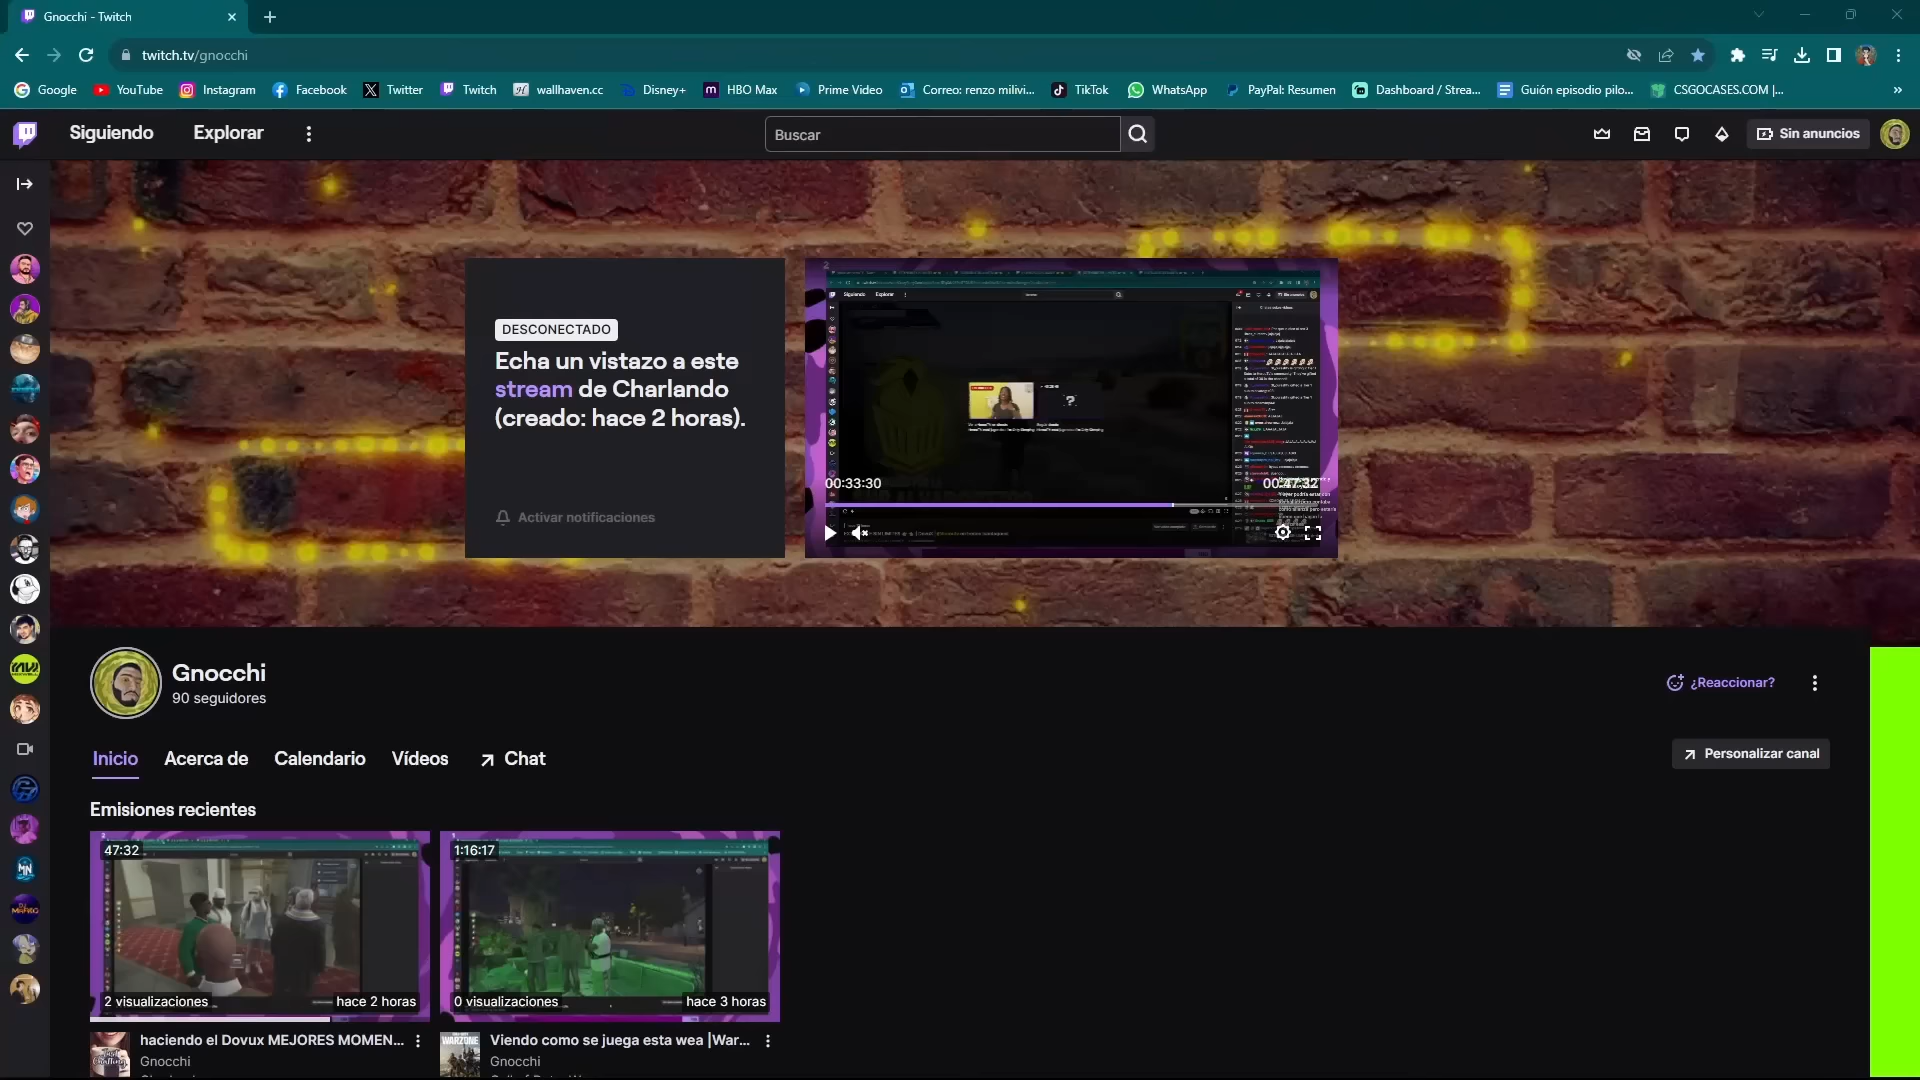 Gnocchi - Twitch
twitch.tv/gnocchi
Google YouTube Instagram Facebook Twitter Twitch wallhaven.cc Disney+ HBO Max Prime Video Correo: renzo milivi... TikTok WhatsApp PayPal: Resumen Dashboard / Strea... Guión episodio pilo... CSGOCASES.COM |... »
Siguiendo Explorar Buscar Sin anuncios
DESCONECTADO
Echa un vistazo a este
stream de Charlando
(creado: hace 2 horas).
Activar notificaciones
Siguiendo Explorar
00:33:30 00:47:32
Gnocchi
90 seguidores
¿Reaccionar?
Inicio Acerca de Calendario Vídeos Chat
Personalizar canal
Emisiones recientes
47:32
2 visualizaciones hace 2 horas
1:16:17
0 visualizaciones hace 3 horas
haciendo el Dovux MEJORES MOMEN...
Gnocchi
Viendo como se juega esta wea |War...
Gnocchi
WARZONE